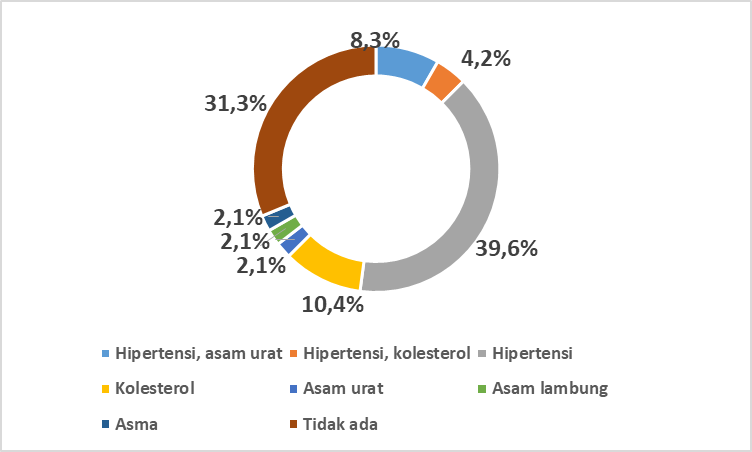 8,3%
4,2%
31,3%
2,1%
2,1%
39,6%
2,1%
10,4%
Hipertensi, asam urat Hipertensi, kolesterol Hipertensi
Kolesterol Asam urat Asam lambung
Asma Tidak ada